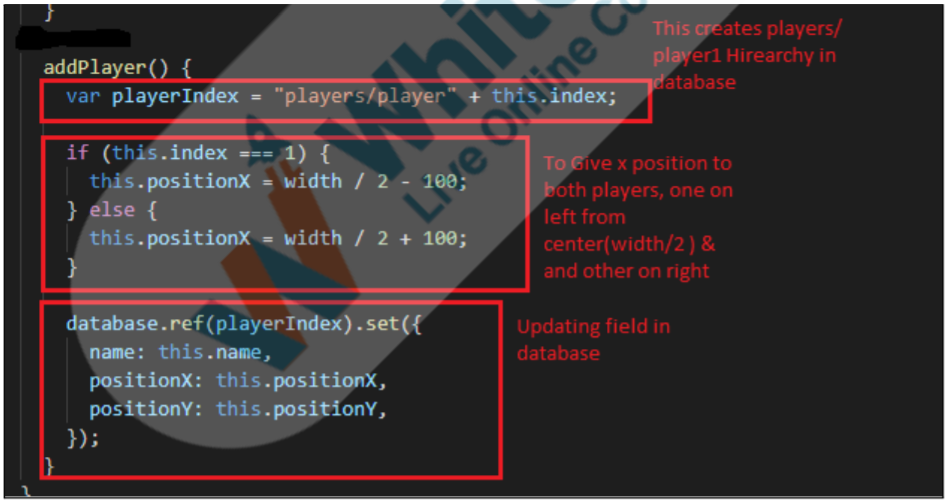 }
This creates players/
player1 Hirearchy in
database
addPlayer() {
var playerIndex = "players/player" + this.index;
if (this.index === 1) {
this.positionX = width / 2 - 100;
} else {
this.positionX = width / 2 + 100;
}
To Give x position to
both players, one on
left from
center(width/2 ) &
and other on right
database.ref(playerIndex).set({
name: this.name,
positionX: this.positionX,
positionY: this.positionY,
});
}
Updating field in
database
}
White
Live Online Co